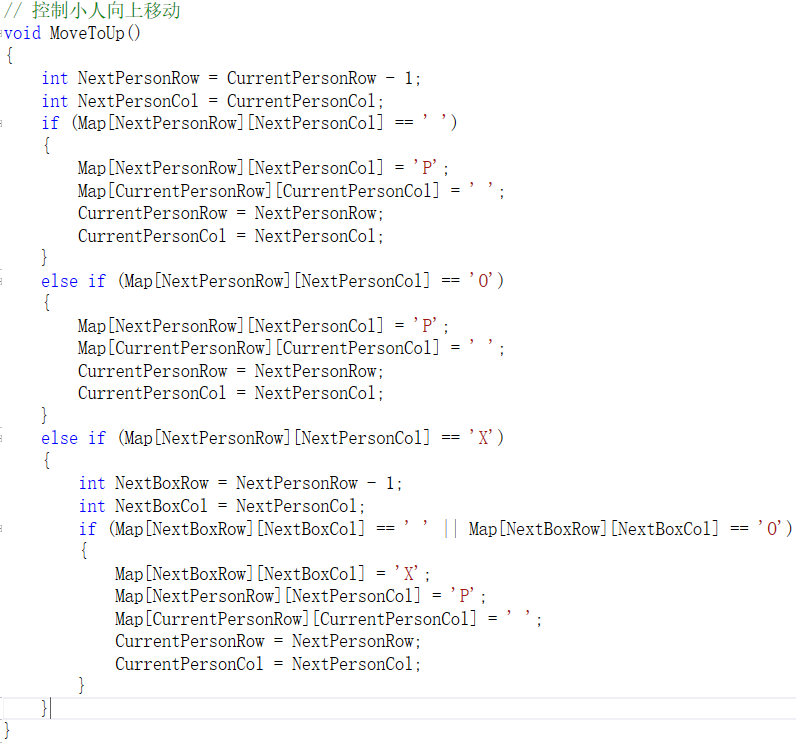 // 控制小人向上移动
void MoveToUp()
{
    int NextPersonRow = CurrentPersonRow - 1;
    int NextPersonCol = CurrentPersonCol;
    if (Map[NextPersonRow][NextPersonCol] == ' ')
    {
        Map[NextPersonRow][NextPersonCol] = 'P';
        Map[CurrentPersonRow][CurrentPersonCol] = ' ';
        CurrentPersonRow = NextPersonRow;
        CurrentPersonCol = NextPersonCol;
    }
    else if (Map[NextPersonRow][NextPersonCol] == 'O')
    {
        Map[NextPersonRow][NextPersonCol] = 'P';
        Map[CurrentPersonRow][CurrentPersonCol] = ' ';
        CurrentPersonRow = NextPersonRow;
        CurrentPersonCol = NextPersonCol;
    }
    else if (Map[NextPersonRow][NextPersonCol] == 'X')
    {
        int NextBoxRow = NextPersonRow - 1;
        int NextBoxCol = NextPersonCol;
        if (Map[NextBoxRow][NextBoxCol] == ' ' || Map[NextBoxRow][NextBoxCol] == 'O')
        {
            Map[NextBoxRow][NextBoxCol] = 'X';
            Map[NextPersonRow][NextPersonCol] = 'P';
            Map[CurrentPersonRow][CurrentPersonCol] = ' ';
            CurrentPersonRow = NextPersonRow;
            CurrentPersonCol = NextPersonCol;
        }
    }
}